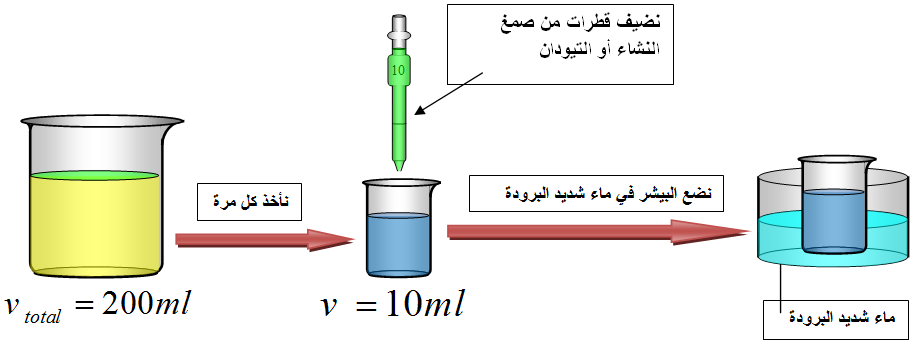 نضيف قطرات من صمغ
النشاء أو التيودان
10
نأخذ كل مرة
نضع البيشر في ماء شديد البرودة
v total = 200ml
v = 10ml
ماء شديد البرودة